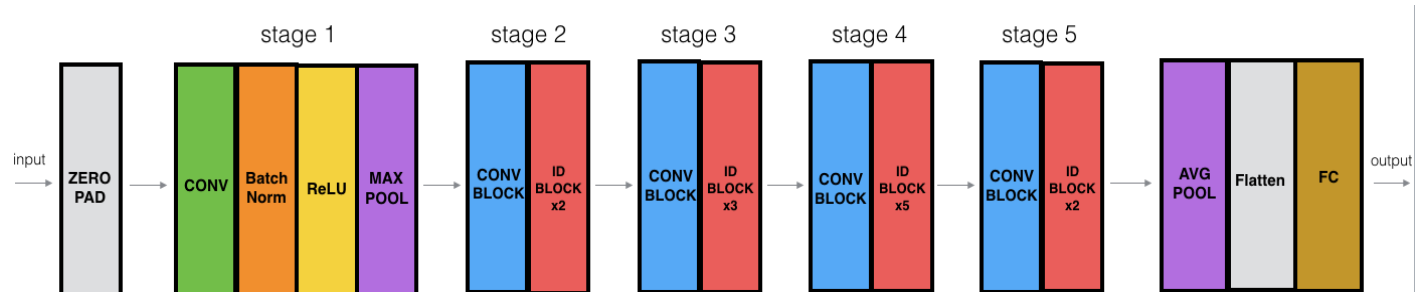 stage 1
stage 2
stage 3
stage 4
stage 5
input
ZERO
PAD
CONV
Batch
Norm
ReLU
MAX
POOL
CONV
BLOCK
ID
BLOCK
x2
CONV
BLOCK
ID
BLOCK
x3
CONV
BLOCK
ID
BLOCK
x5
CONV
BLOCK
ID
BLOCK
x2
AVG
POOL
Flatten
FC
output